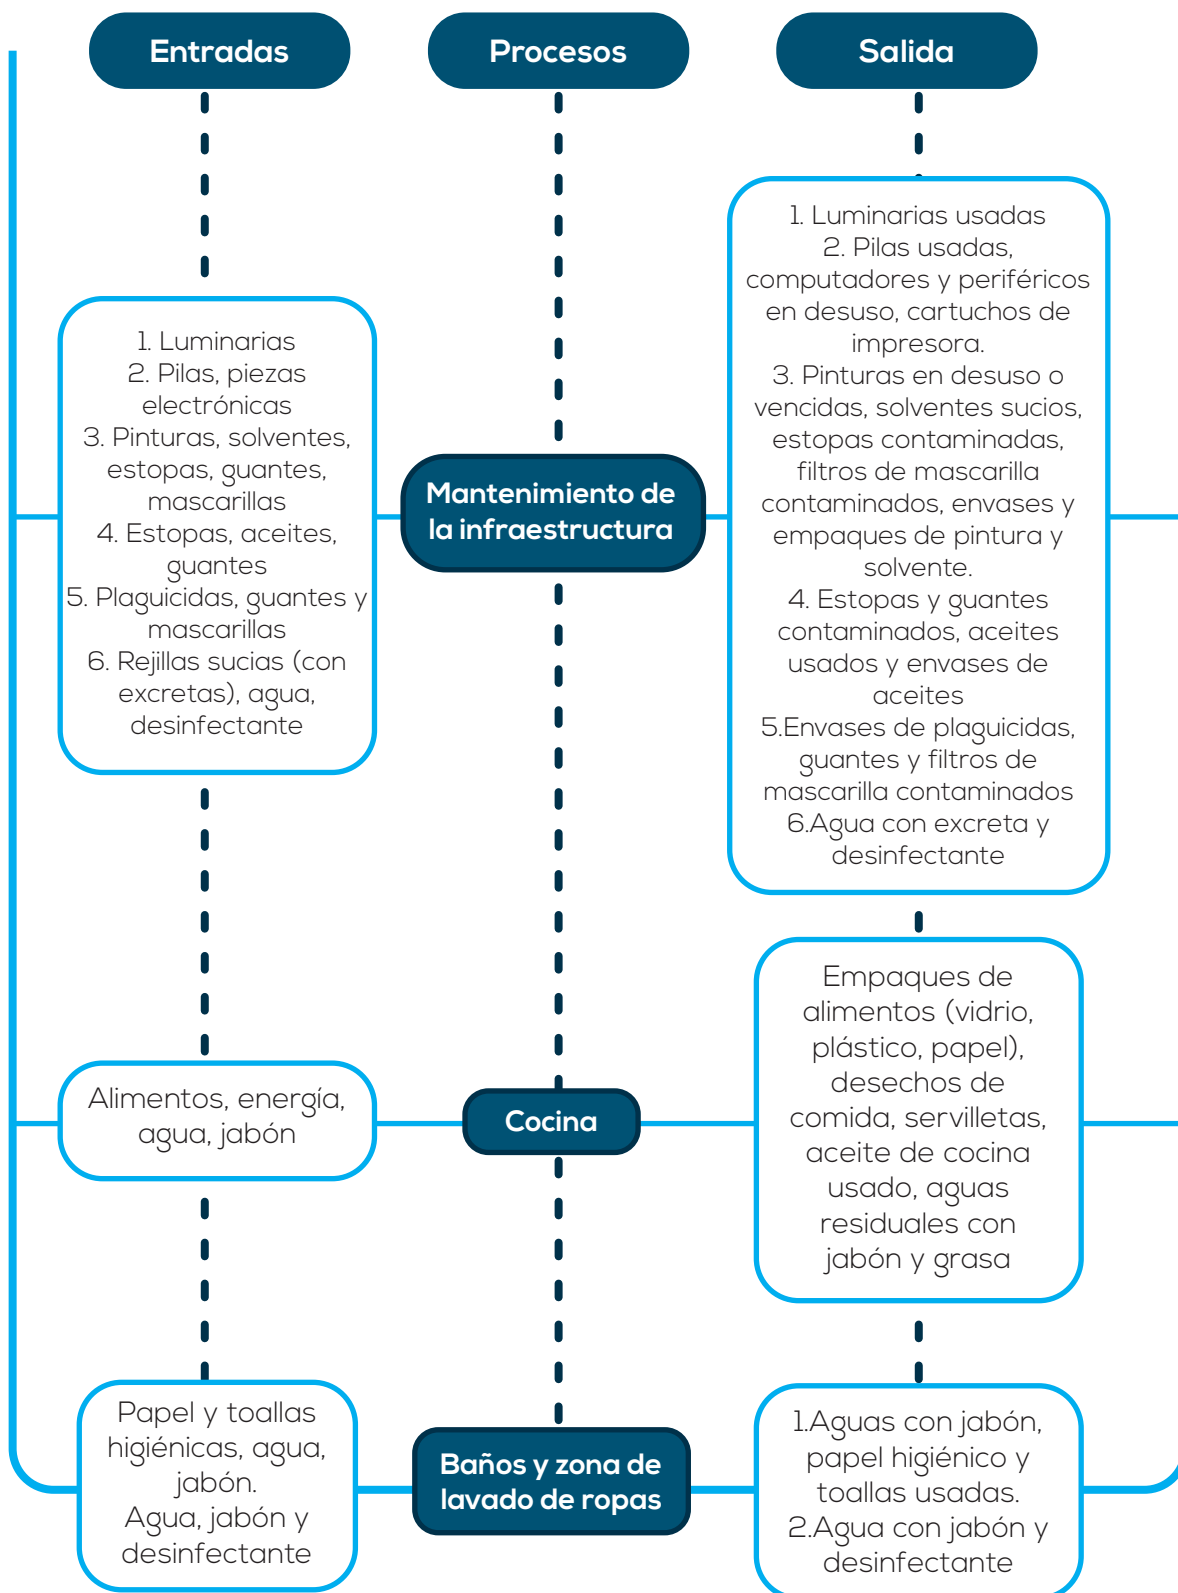 Entradas
Procesos
Salida
1. Luminarias
2. Pilas, piezas
electrónicas
3. Pinturas, solventes,
estopas, guantes,
mascarillas
4. Estopas, aceites,
guantes
5. Plaguicidas, guantes y
mascarillas
6. Rejillas sucias (con
excretas), agua,
desinfectante
Mantenimiento de
la infraestructura
1. Luminarias usadas
2. Pilas usadas,
computadores y periféricos
en desuso, cartuchos de
impresora.
3. Pinturas en desuso o
vencidas, solventes sucios,
estopas contaminadas,
filtros de mascarilla
contaminados, envases y
empaques de pintura y
solvente.
4. Estopas y guantes
contaminados, aceites
usados y envases de
aceites
5.Envases de plaguicidas,
guantes y filtros de
mascarilla contaminados
6.Agua con excreta y
desinfectante
Alimentos, energía,
agua, jabón
Cocina
Empaques de
alimentos (vidrio,
plástico, papel),
desechos de
comida, servilletas,
aceite de cocina
usado, aguas
residuales con
jabón y grasa
Papel y toallas
higiénicas, agua,
jabón.
Agua, jabón y
desinfectante
Baños y zona de
lavado de ropas
1.Aguas con jabón,
papel higiénico y
toallas usadas.
2.Agua con jabón y
desinfectante